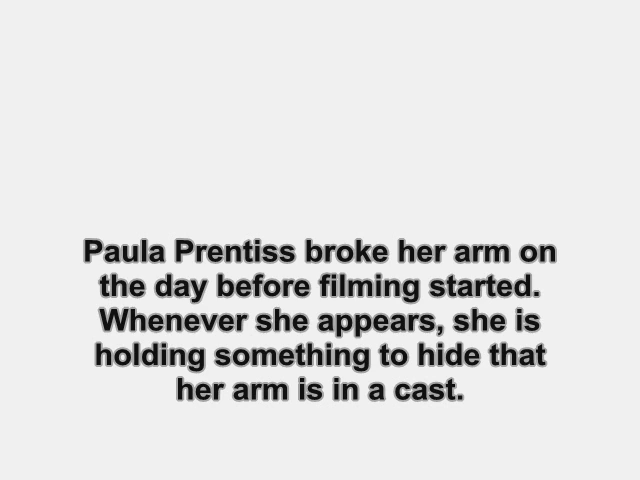 Paula Prentiss broke her arm on
the day before filming started.
Whenever she appears, she is
holding something to hide that
her arm is in a cast.